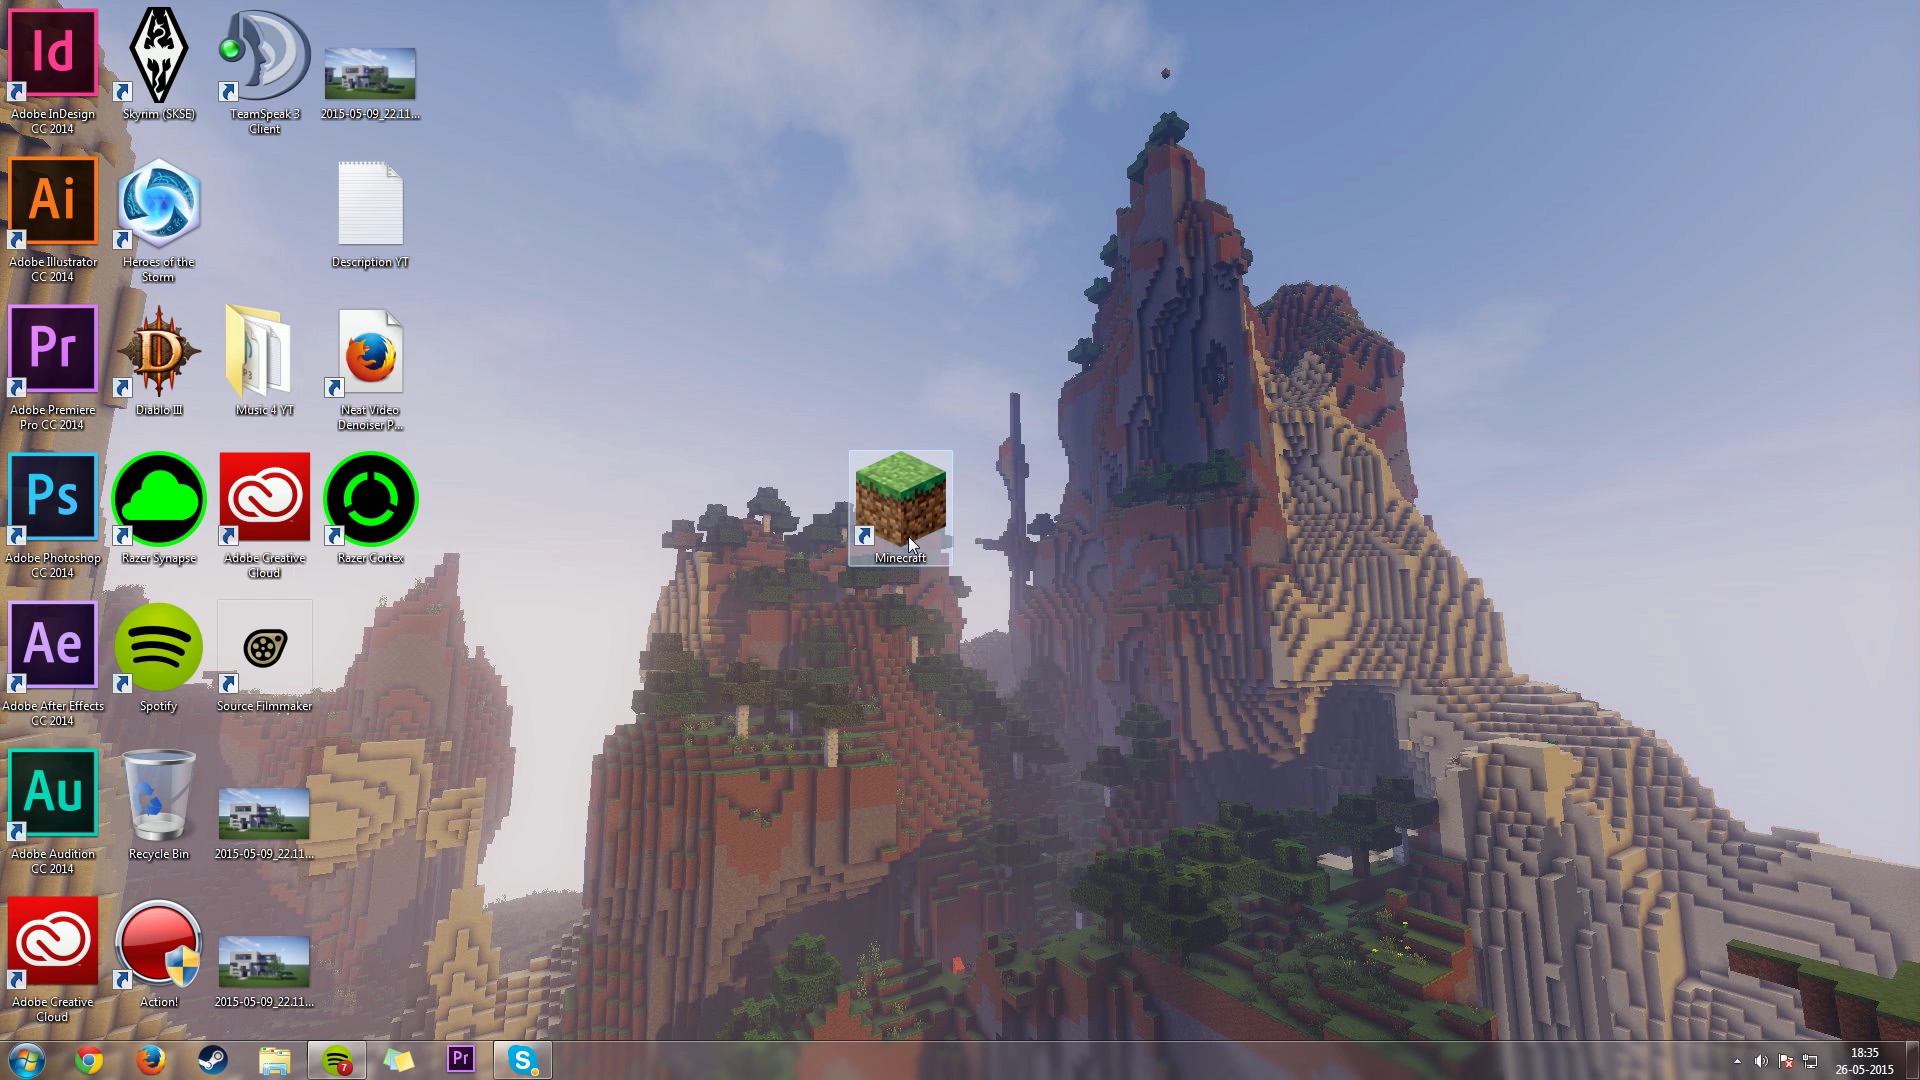 Id
Adobe InDesign
CC 2014
Skyrim (SKSE)
TeamSpeak 3
Client
2015-05-09_22.11...
Ai
Adobe Illustrator
CC 2014
Heroes of the
Storm
Description YT
Pr
Adobe Premiere
Pro CC 2014
D
Diablo III
Music 4 YT
Neat Video
Denoiser P...
Ps
Adobe Photoshop
CC 2014
Razer Synapse
Adobe Creative
Cloud
Razer Cortex
Minecraft
Ae
Adobe After Effects
CC 2014
Spotify
Source Filmmaker
Au
Adobe Audition
CC 2014
Recycle Bin
2015-05-09_22.11...
Adobe Creative
Cloud
Action!
2015-05-09_22.11...
7
Pr
S
18:35
26-05-2015